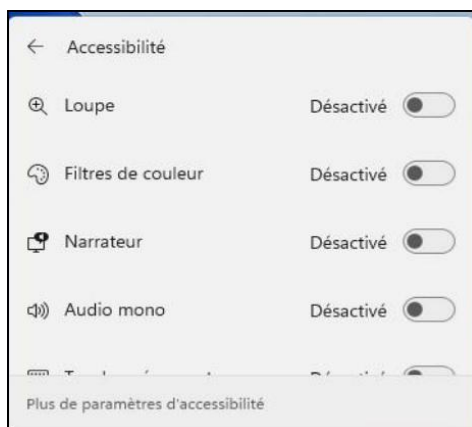 Accessibilité
Loupe Désactivé
Filtres de couleur Désactivé
Narrateur Désactivé
Audio mono Désactivé
Plus de paramètres d'accessibilité